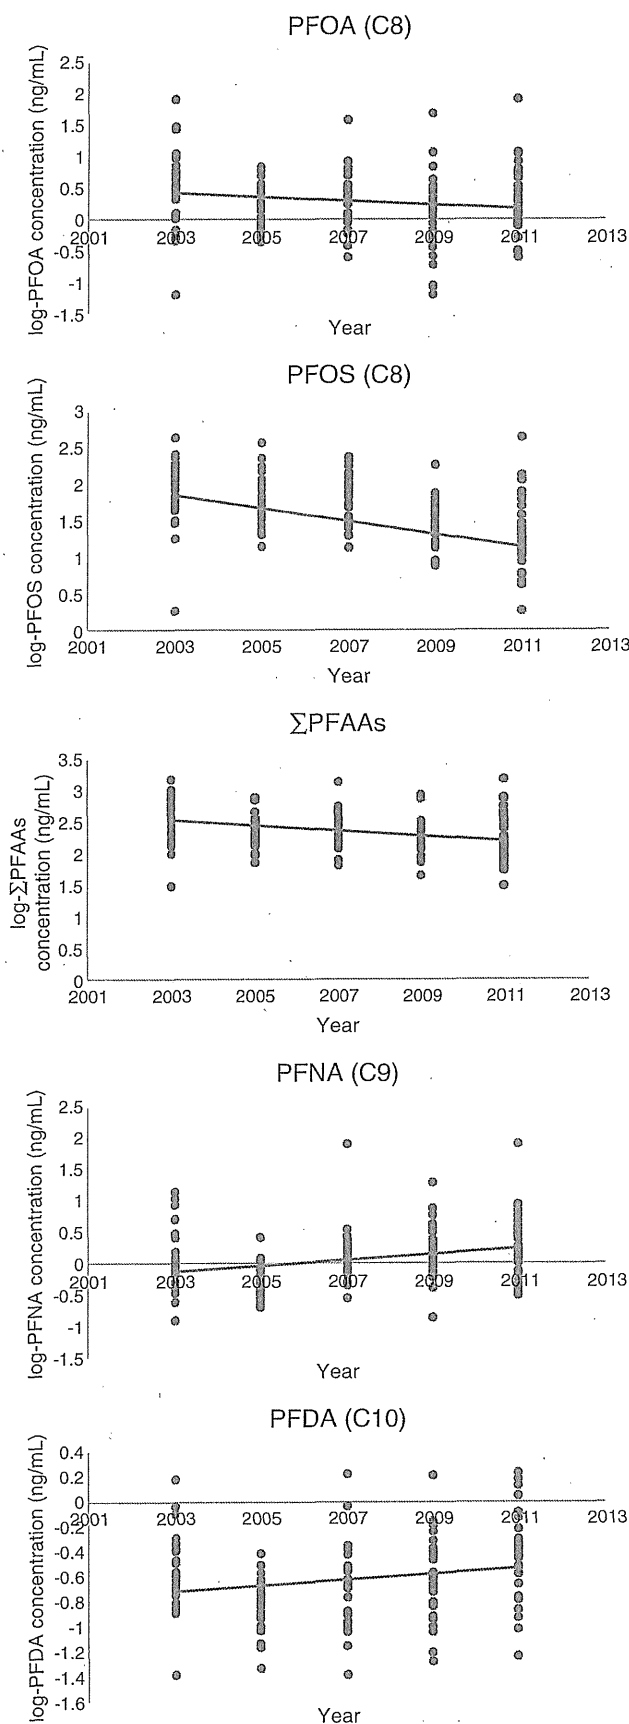 PFOA (C8)
log-PFOA concentration (ng/mL)
2.5
2
1.5
1
0.5
0
-0.5
-1
-1.5
2001 2003 2005 2007 2009 2011 2013
Year
PFOS (C8)
log-PFOS concentration (ng/mL)
3
2.5
2
1.5
1
0.5
0
2001 2003 2005 2007 2009 2011 2013
Year
ΣPFAAs
log-ΣPFAAs
concentration (ng/mL)
3.5
3
2.5
2
1.5
1
0.5
0
2001 2003 2005 2007 2009 2011 2013
Year
PFNA (C9)
log-PFNA concentration (ng/mL)
2.5
2
1.5
1
0.5
0
-0.5
-1
-1.5
2001 2003 2005 2007 2009 2011 2013
Year
PFDA (C10)
log-PFDA concentration (ng/mL)
0.4
0.2
0
-0.2
-0.4
-0.6
-0.8
-1
-1.2
-1.4
-1.6
2001 2003 2005 2007 2009 2011 2013
Year